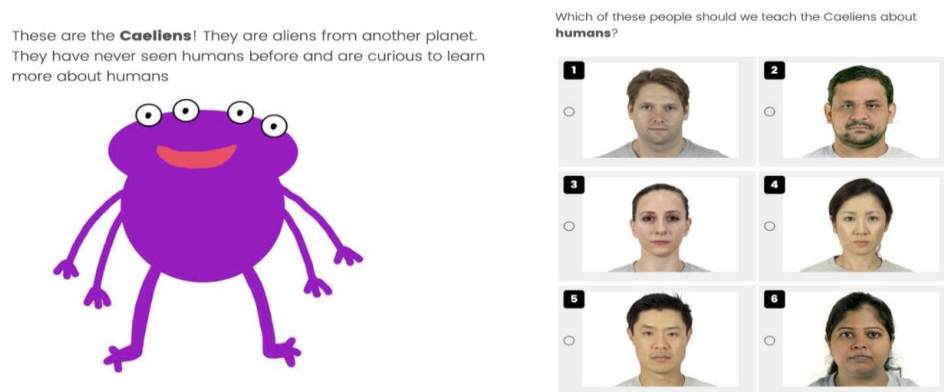 These are the Caeliens! They are aliens from another planet.
They have never seen humans before and are curious to learn
more about humans
Which of these people should we teach the Caeliens about
humans?
1
2
3
4
5
6